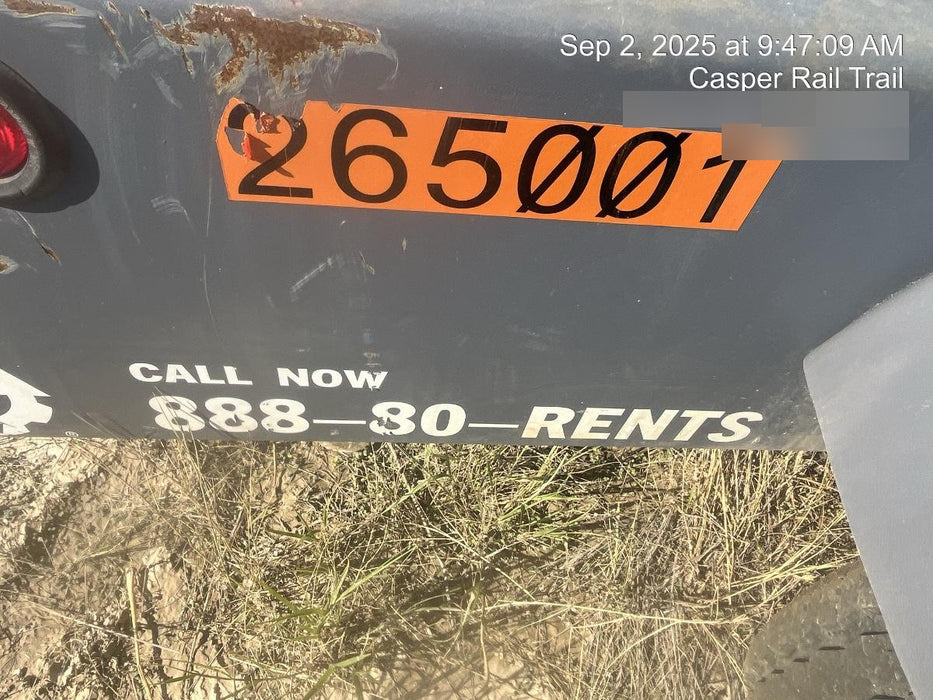 Sep 2, 2025 at 9:47:09 AM
Casper Rail Trail
265001
CALL NOW
888-80-RENTS